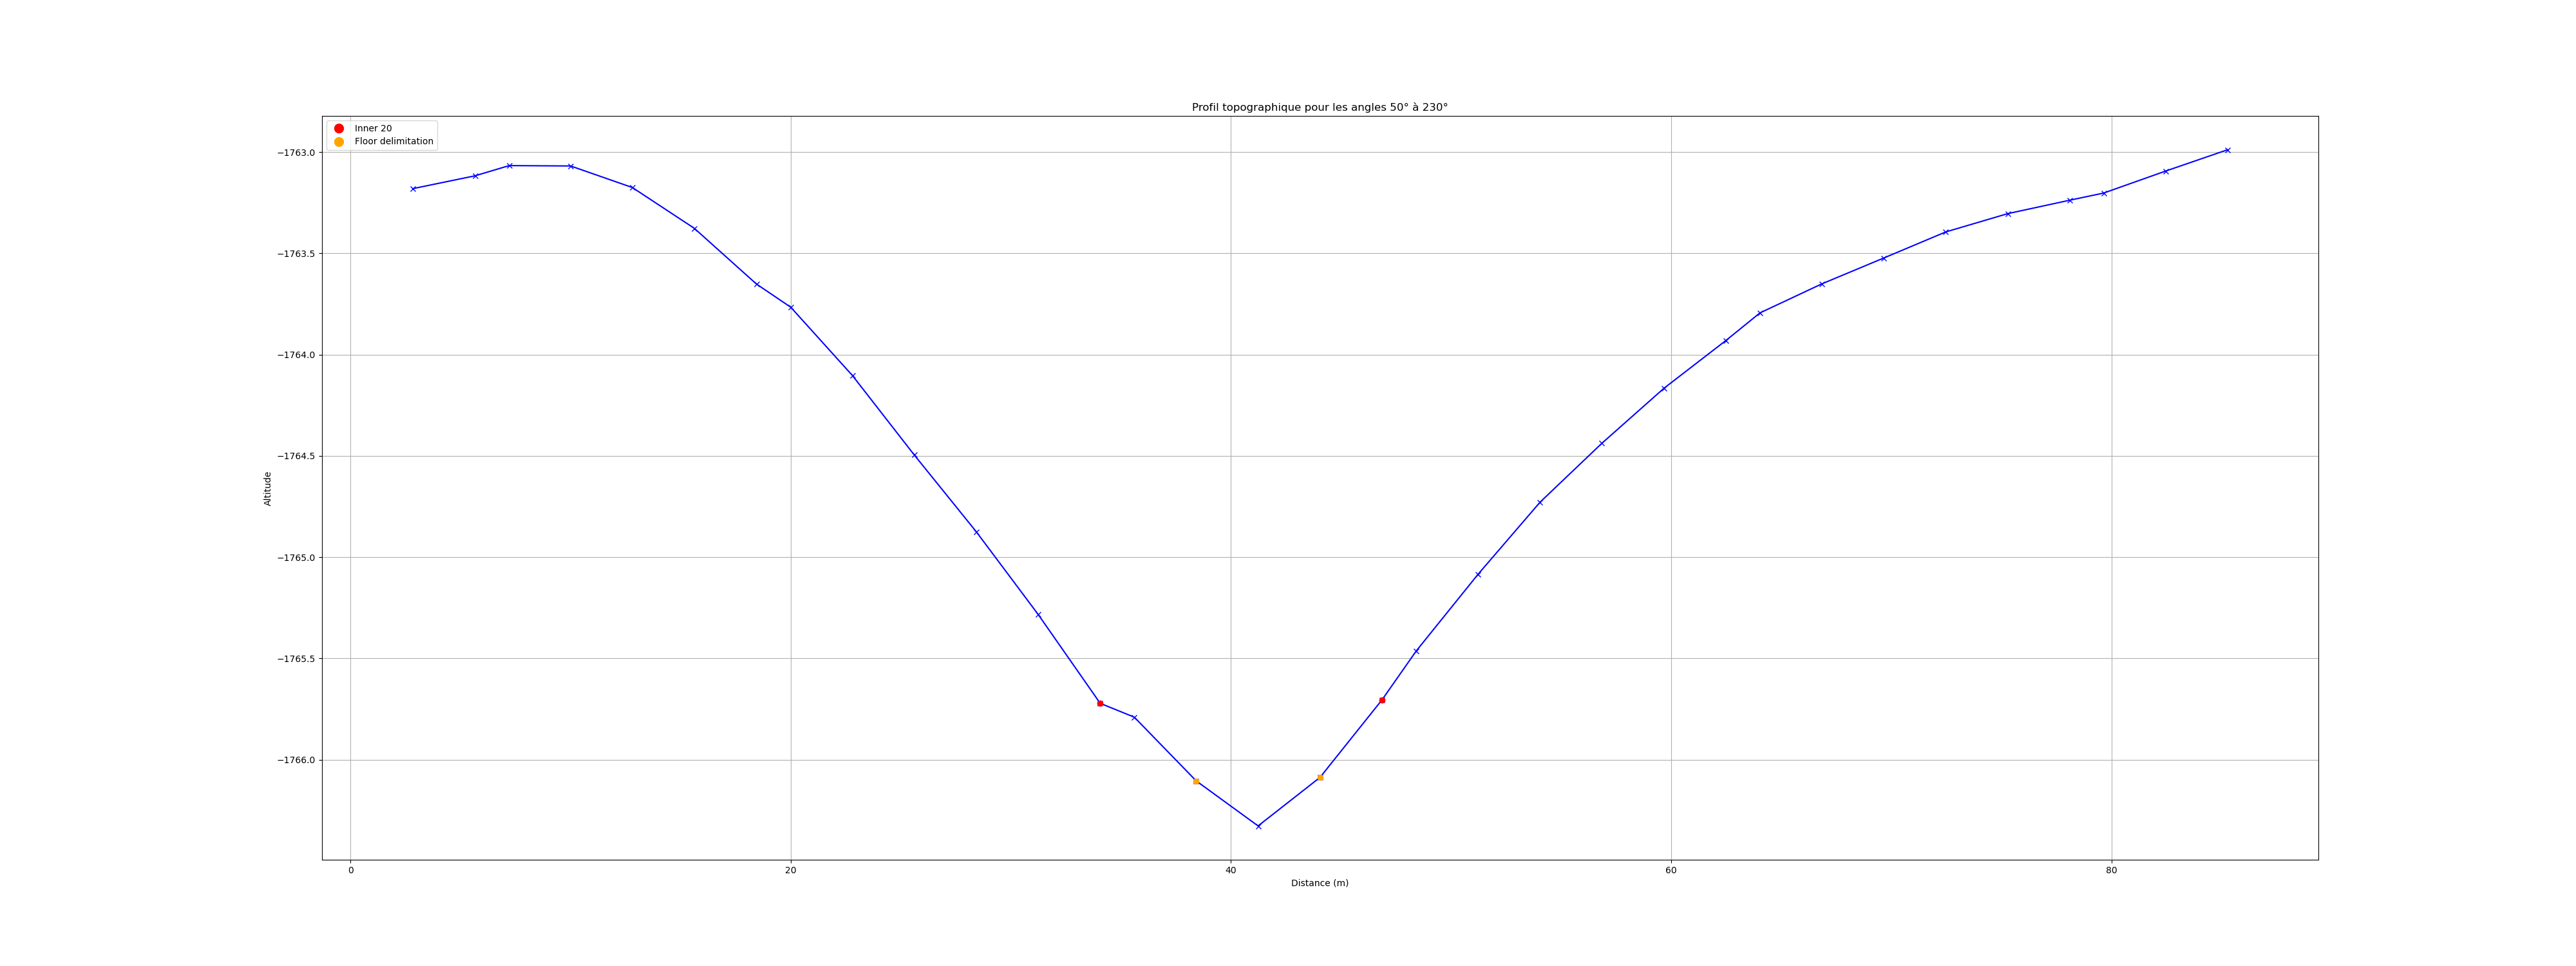 Profil topographique pour les angles 50° à 230°
Inner 20
Floor delimitation
−1763.0
−1763.5
−1764.0
−1764.5
−1765.0
−1765.5
−1766.0
Altitude
0 20 40 60 80
Distance (m)